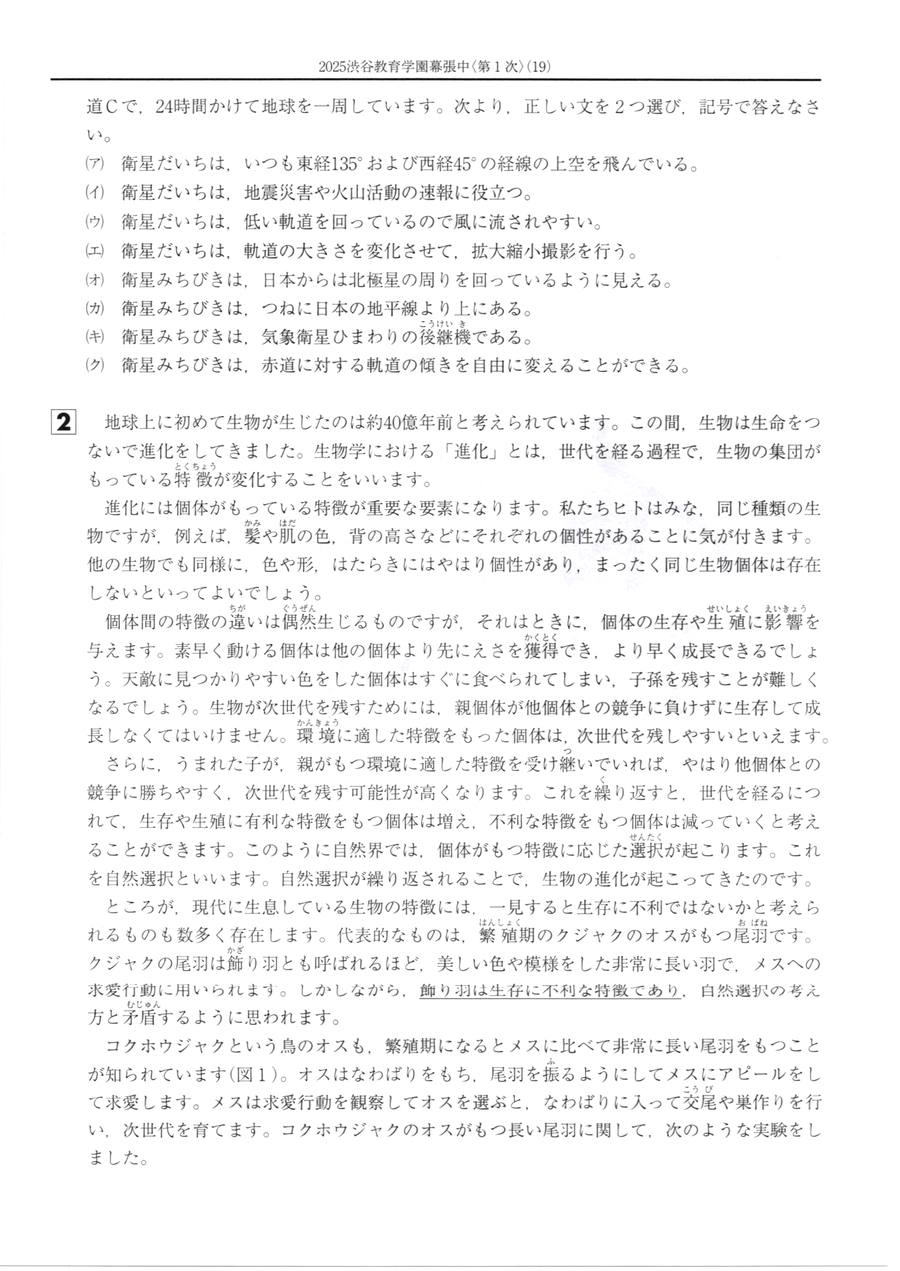 2025渋谷教育学園幕張中〈第1次〉(19)
道Cで，24時間かけて地球を一周しています。次より，正しい文を2つ選び，記号で答えなさ
い。
(ア) 衛星だいちは，いつも東経135°および西経45°の経線の上空を飛んでいる。
(イ) 衛星だいちは，地震災害や火山活動の速報に役立つ。
(ウ) 衛星だいちは，低い軌道を回っているので風に流されやすい。
(エ) 衛星だいちは，軌道の大きさを変化させて，拡大縮小撮影を行う。
(オ) 衛星みちびきは，日本からは北極星の周りを回っているように見える。
(カ) 衛星みちびきは，つねに日本の地平線より上にある。
(キ) 衛星みちびきは，気象衛星ひまわりの後継機である。
(ク) 衛星みちびきは，赤道に対する軌道の傾きを自由に変えることができる。
2 地球上に初めて生物が生じたのは約40億年前と考えられています。この間，生物は生命をつ
ないで進化をしてきました。生物学における「進化」とは，世代を経る過程で，生物の集団が
もっている特徴が変化することをいいます。
進化には個体がもっている特徴が重要な要素になります。私たちヒトはみな，同じ種類の生
物ですが，例えば，髪や肌の色，背の高さなどにそれぞれの個性があることに気が付きます。
他の生物でも同様に，色や形，はたらきにはやはり個性があり，まったく同じ生物個体は存在
しないといってよいでしょう。
個体間の特徴の違いは偶然生じるものですが，それはときに，個体の生存や生殖に影響を
与えます。素早く動ける個体は他の個体より先にえさを獲得でき，より早く成長できるでしょ
う。天敵に見つかりやすい色をした個体はすぐに食べられてしまい，子孫を残すことが難しく
なるでしょう。生物が次世代を残すためには，親個体が他個体との競争に負けずに生存して成
長しなくてはいけません。環境に適した特徴をもった個体は，次世代を残しやすいといえます。
さらに，うまれた子が，親がもつ環境に適した特徴を受け継いでいれば，やはり他個体との
競争に勝ちやすく，次世代を残す可能性が高くなります。これを繰り返すと，世代を経るにつ
れて，生存や生殖に有利な特徴をもつ個体は増え，不利な特徴をもつ個体は減っていくと考え
ることができます。このように自然界では，個体がもつ特徴に応じた選択が起こります。これ
を自然選択といいます。自然選択が繰り返されることで，生物の進化が起こってきたのです。
ところが，現代に生息している生物の特徴には，一見すると生存に不利ではないかと考えら
れるものも数多く存在します。代表的なものは，繁殖期のクジャクのオスがもつ尾羽です。
クジャクの尾羽は飾り羽とも呼ばれるほど，美しい色や模様をした非常に長い羽で，メスへの
求愛行動に用いられます。しかしながら，飾り羽は生存に不利な特徴であり，自然選択の考え
方と矛盾するように思われます。
コクホウジャクという鳥のオスも，繁殖期になるとメスに比べて非常に長い尾羽をもつこと
が知られています(図1)。オスはなわばりをもち，尾羽を振るようにしてメスにアピールをし
て求愛します。メスは求愛行動を観察してオスを選ぶと，なわばりに入って交尾や巣作りを行
い，次世代を育てます。コクホウジャクのオスがもつ長い尾羽に関して，次のような実験をし
ました。